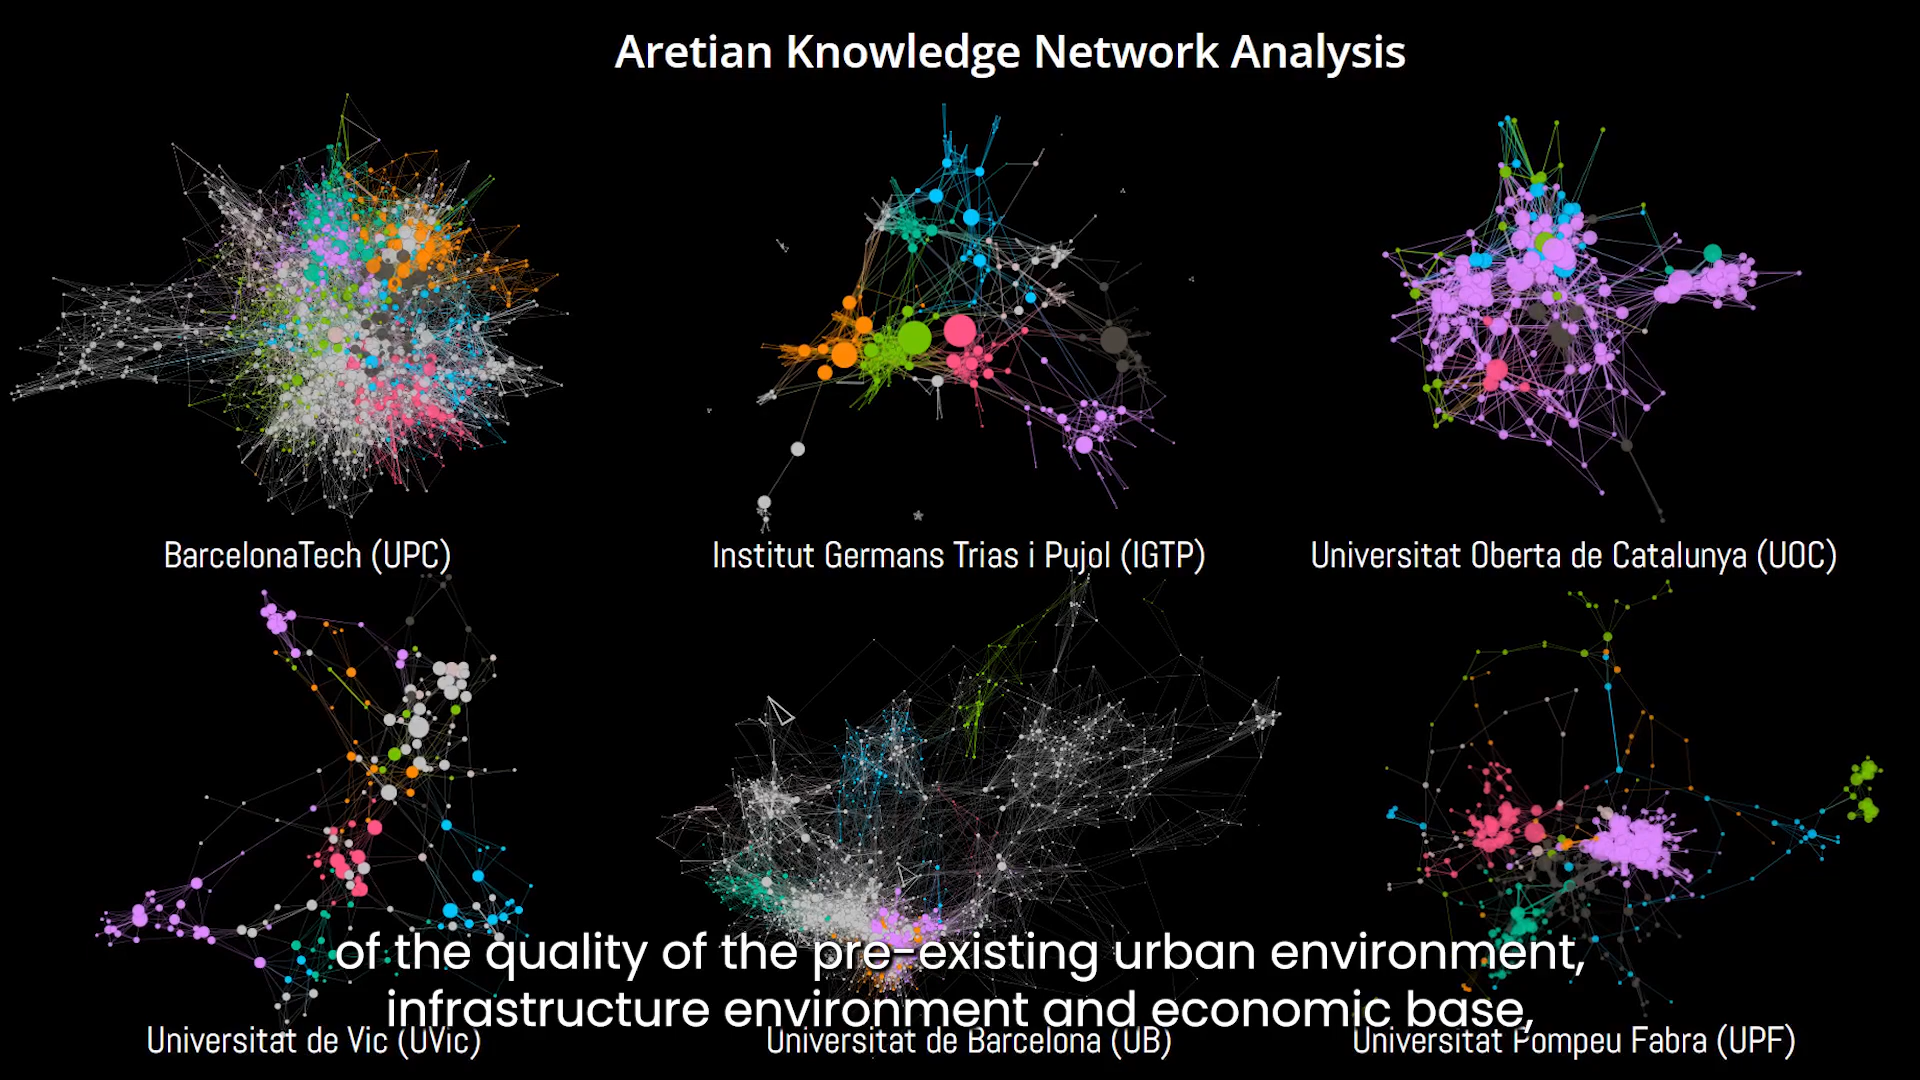 Aretian Knowledge Network Analysis
BarcelonaTech (UPC)
Institut Germans Trias i Pujol (IGTP)
Universitat Oberta de Catalunya (UOC)
of the quality of the pre-existing urban environment,
infrastructure environment and economic base,
Universitat de Vic (UVic)
Universitat de Barcelona (UB)
Universitat Pompeu Fabra (UPF)